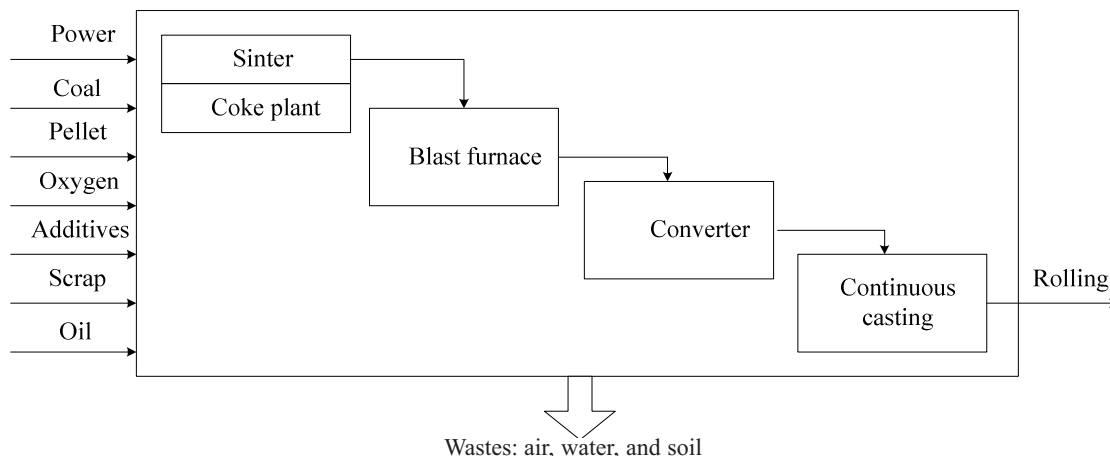 Power
Coal
Pellet
Oxygen
Additives
Scrap
Oil
Sinter
Coke plant
Blast furnace
Converter
Continuous
casting
Rolling
Wastes: air, water, and soil